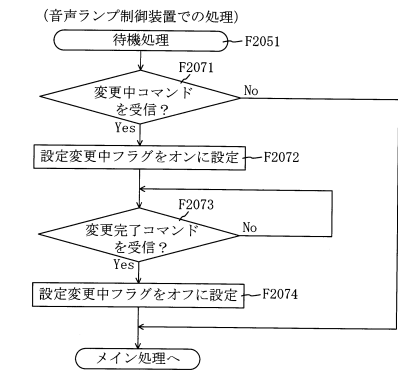 (音声ランプ制御装置での処理)
待機処理
F2051
F2071
変更中コマンド
を受信？
No
Yes
設定変更中フラグをオンに設定
F2072
F2073
変更完了コマンド
を受信？
No
Yes
設定変更中フラグをオフに設定
F2074
メイン処理へ